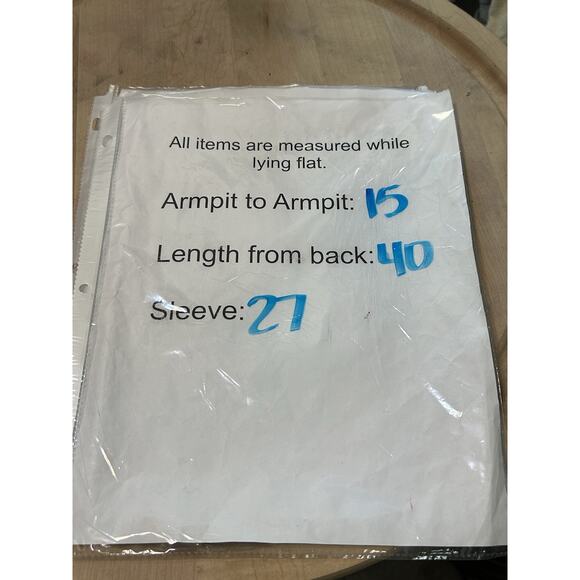 All items are measured while
lying flat.
Armpit to Armpit: 15
Length from back: 40
Sleeve: 27